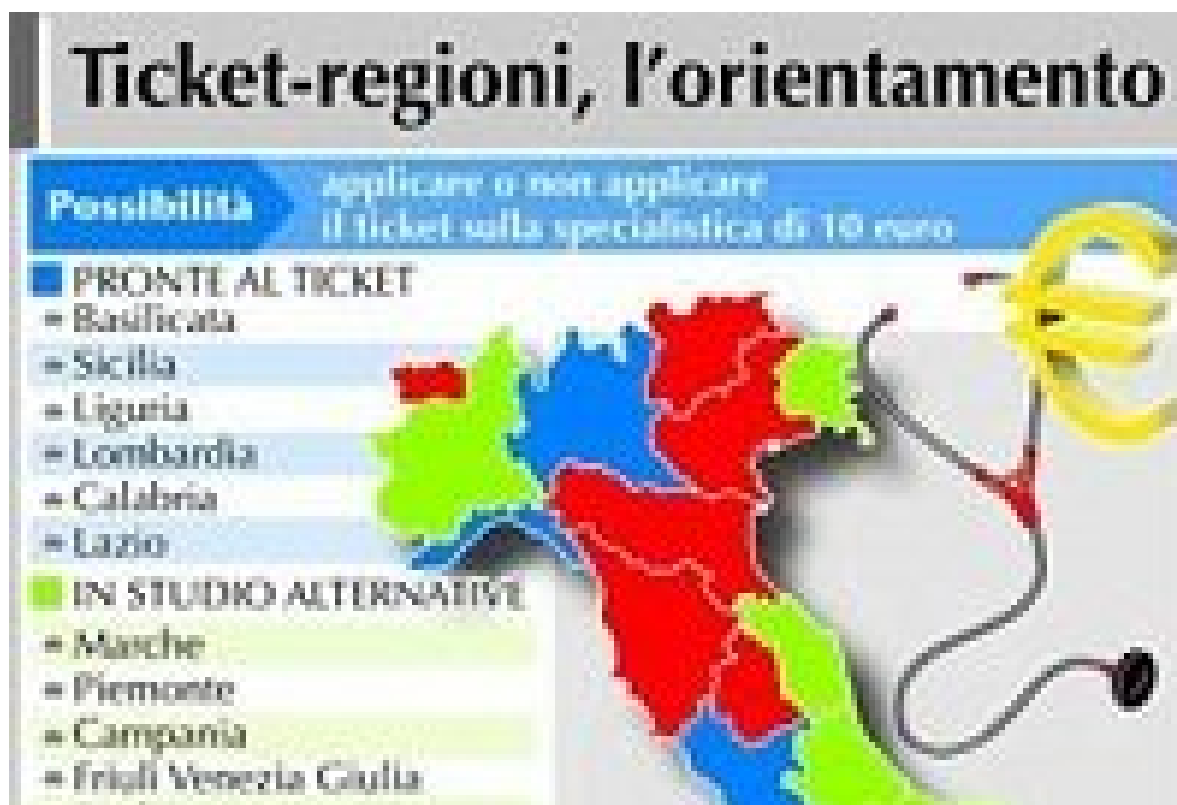 Ticket-regioni, l'orientamento
Possibilità
applicare o non applicare
il ticket sulla specialistica di 10 euro
PRONTE AL TICKET
Basilicata
Sicilia
Liguria
Lombardia
Calabria
Lazio
IN STUDIO ALTERNATIVE
Marche
Piemonte
Campania
Friuli Venezia Giulia